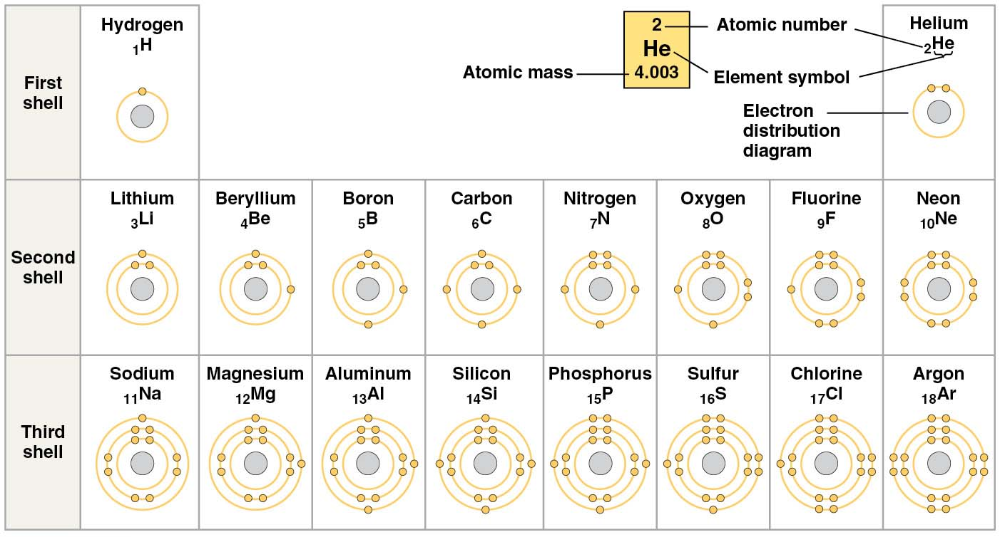 First
shell
Hydrogen
₁H
2
He
4.003
Atomic mass
Atomic number
Element symbol
Electron
distribution
diagram
Helium
₂He
Second
shell
Lithium
₃Li
Beryllium
₄Be
Boron
₅B
Carbon
₆C
Nitrogen
₇N
Oxygen
₈O
Fluorine
₉F
Neon
₁₀Ne
Third
shell
Sodium
₁₁Na
Magnesium
₁₂Mg
Aluminum
₁₃Al
Silicon
₁₄Si
Phosphorus
₁₅P
Sulfur
₁₆S
Chlorine
₁₇Cl
Argon
₁₈Ar